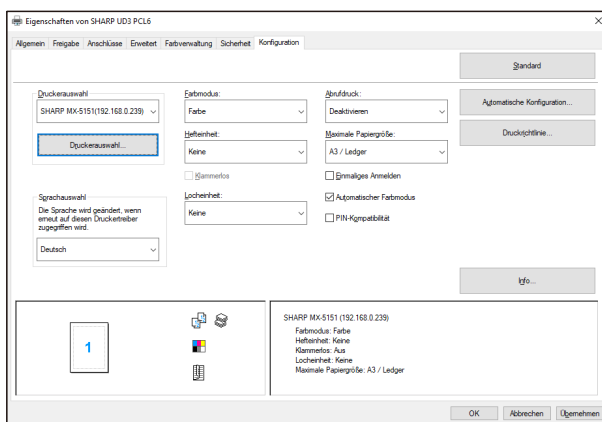 Eigenschaften von SHARP UD3 PCL6
Allgemein Freigabe Anschlüsse Erweitert Farbverwaltung Sicherheit Konfiguration
Standard
Druckerauswahl
SHARP MX-5151(192.168.0.239)
Druckerauswahl...
Farbmodus:
Farbe
Abrufdruck:
Deaktivieren
Automatische Konfiguration...
Hefteinheit:
Keine
Maximale Papiergröße:
A3 / Ledger
Druckrichtlinie...
Klammerlos
Einmaliges Anmelden
Sprachauswahl
Die Sprache wird geändert, wenn
erneut auf diesen Druckertreiber
zugegriffen wird.
Deutsch
Locheinheit:
Keine
Automatischer Farbmodus
PIN-Kompatibilität
Info...
1
SHARP MX-5151 (192.168.0.239)
Farbmodus: Farbe
Hefteinheit: Keine
Klammerlos: Aus
Locheinheit: Keine
Maximale Papiergröße: A3 / Ledger
OK Abbrechen Übernehmen